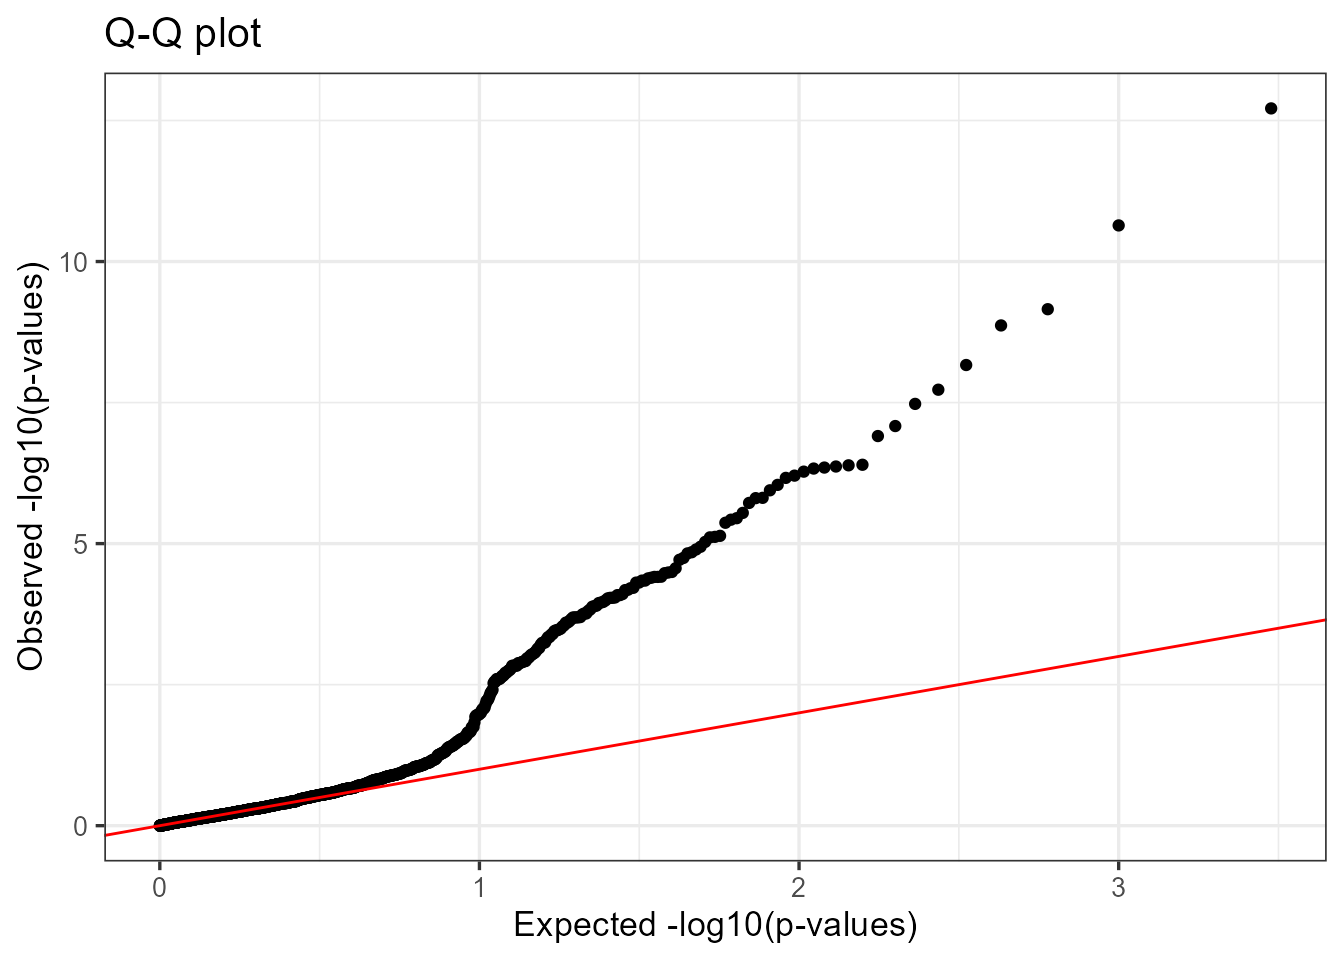 Q-Q plot
Observed -log10(p-values)
10
5
0
0 1 2 3
Expected -log10(p-values)